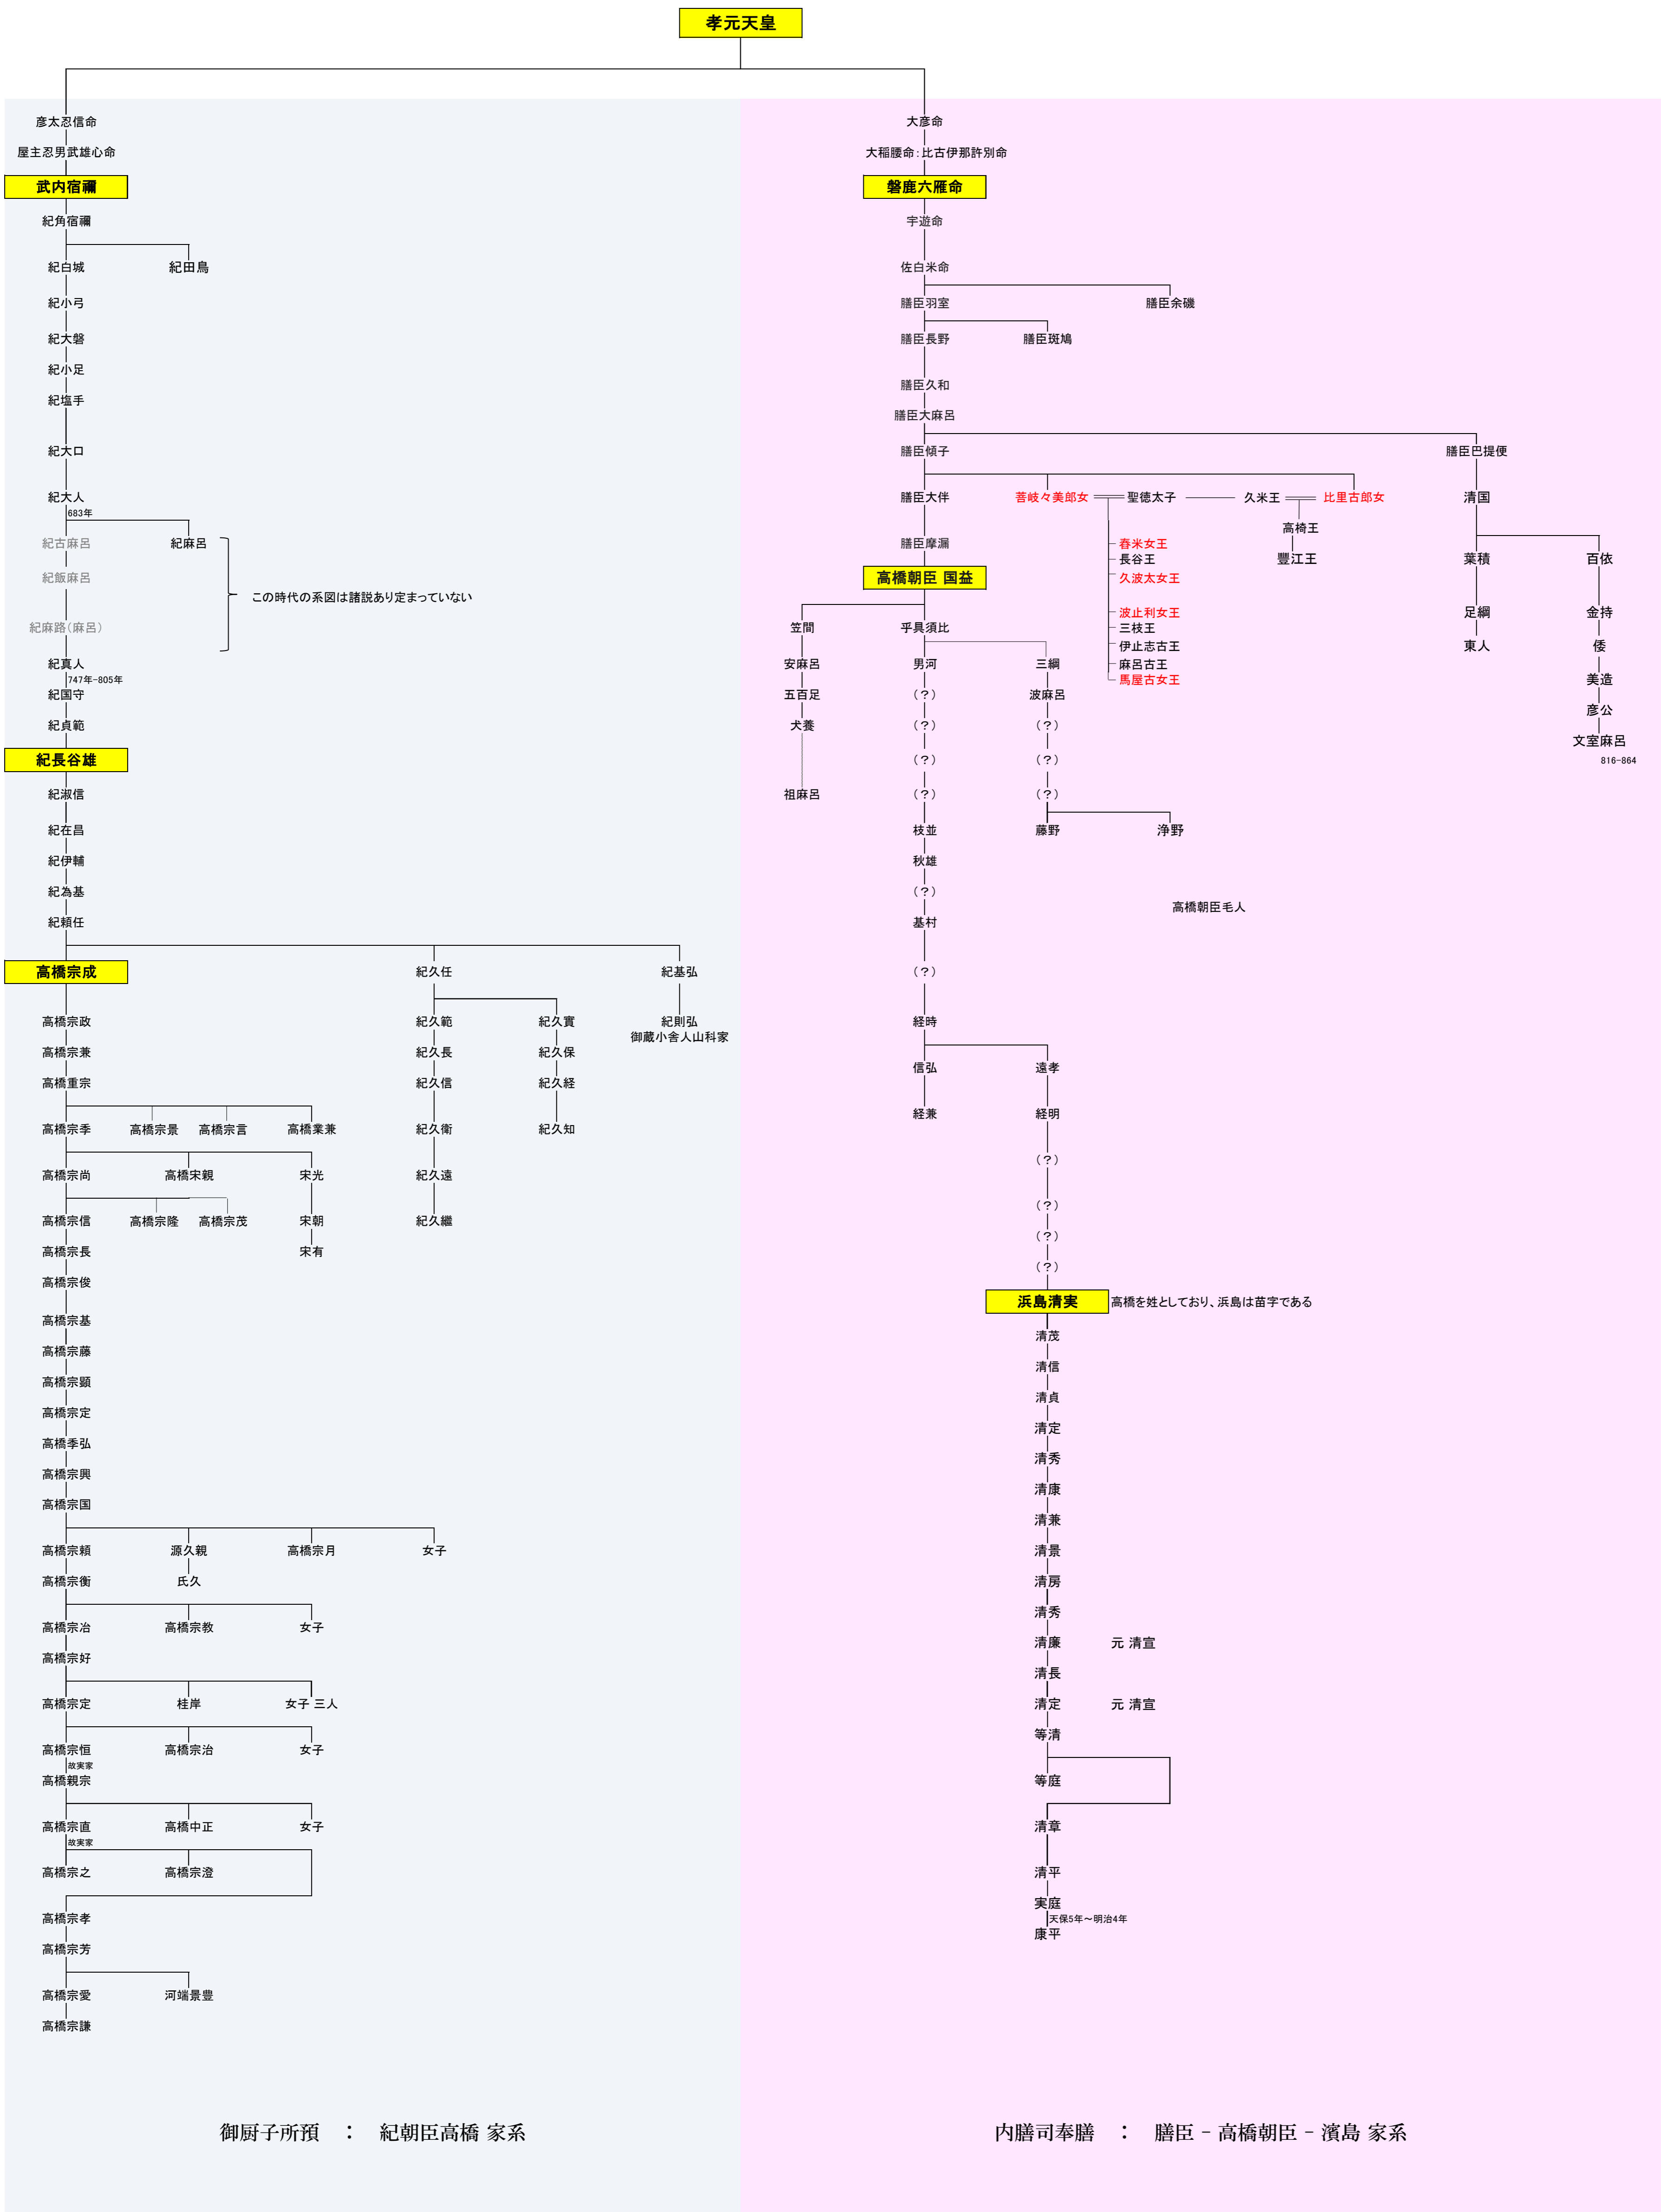 孝元天皇
彦太忍信命
屋主忍男武雄心命
武内宿禰
紀角宿禰
紀白城
紀田鳥
紀小弓
紀大磐
紀小足
紀塩手
紀大口
紀大人
683年
紀古麻呂
紀麻呂
紀飯麻呂
この時代の系図は諸説あり定まっていない
紀麻路(麻呂)
紀真人
747年-805年
紀国守
紀貞範
紀長谷雄
紀淑信
紀在昌
紀伊輔
紀為基
紀頼任
高橋宗成
紀久任
紀基弘
高橋宗政
紀久範
紀久實
紀則弘
御蔵小舎人山科家
高橋宗兼
紀久長
紀久保
高橋重宗
紀久信
紀久経
高橋宗季
高橋宗景
高橋宗言
高橋業兼
紀久衛
紀久知
高橋宗尚
高橋宋親
宋光
紀久遠
高橋宗信
高橋宗隆
高橋宗茂
宋朝
紀久繼
高橋宗長
宋有
高橋宗俊
高橋宗基
高橋宗藤
高橋宗顕
高橋宗定
高橋季弘
高橋宗興
高橋宗国
高橋宗頼
源久親
高橋宗月
女子
高橋宗衡
氏久
高橋宗冶
高橋宗教
女子
高橋宗好
高橋宗定
桂岸
女子 三人
高橋宗恒
高橋宗治
女子
故実家
高橋親宗
高橋宗直
高橋中正
女子
故実家
高橋宗之
高橋宗澄
高橋宗孝
高橋宗芳
高橋宗愛
河端景豊
高橋宗謙
御厨子所預 : 紀朝臣高橋 家系
大彦命
大稲腰命:比古伊那許別命
磐鹿六雁命
宇遊命
佐白米命
膳臣羽室
膳臣余磯
膳臣長野
膳臣斑鳩
膳臣久和
膳臣大麻呂
膳臣傾子
膳臣巴提便
膳臣大伴
菩岐々美郎女
聖徳太子
久米王
比里古郎女
清国
高椅王
膳臣摩漏
春米女王
長谷王
豐江王
葉積
百依
高橋朝臣 国益
久波太女王
波止利女王
足綱
金持
笠間
乎具須比
三枝王
伊止志古王
東人
倭
安麻呂
男河
三綱
麻呂古王
馬屋古女王
美造
五百足
(?)
波麻呂
彦公
犬養
(?)
(?)
文室麻呂
(?)
(?)
816-864
祖麻呂
(?)
(?)
枝並
藤野
浄野
秋雄
(?)
高橋朝臣毛人
基村
(?)
経時
信弘
遠孝
経兼
経明
(?)
(?)
(?)
(?)
浜島清実
高橋を姓としており、浜島は苗字である
清茂
清信
清貞
清定
清秀
清康
清兼
清景
清房
清秀
清廉
元 清宣
清長
清定
元 清宣
等清
等庭
清章
清平
実庭
天保5年～明治4年
康平
内膳司奉膳 : 膳臣 - 高橋朝臣 - 濱島 家系